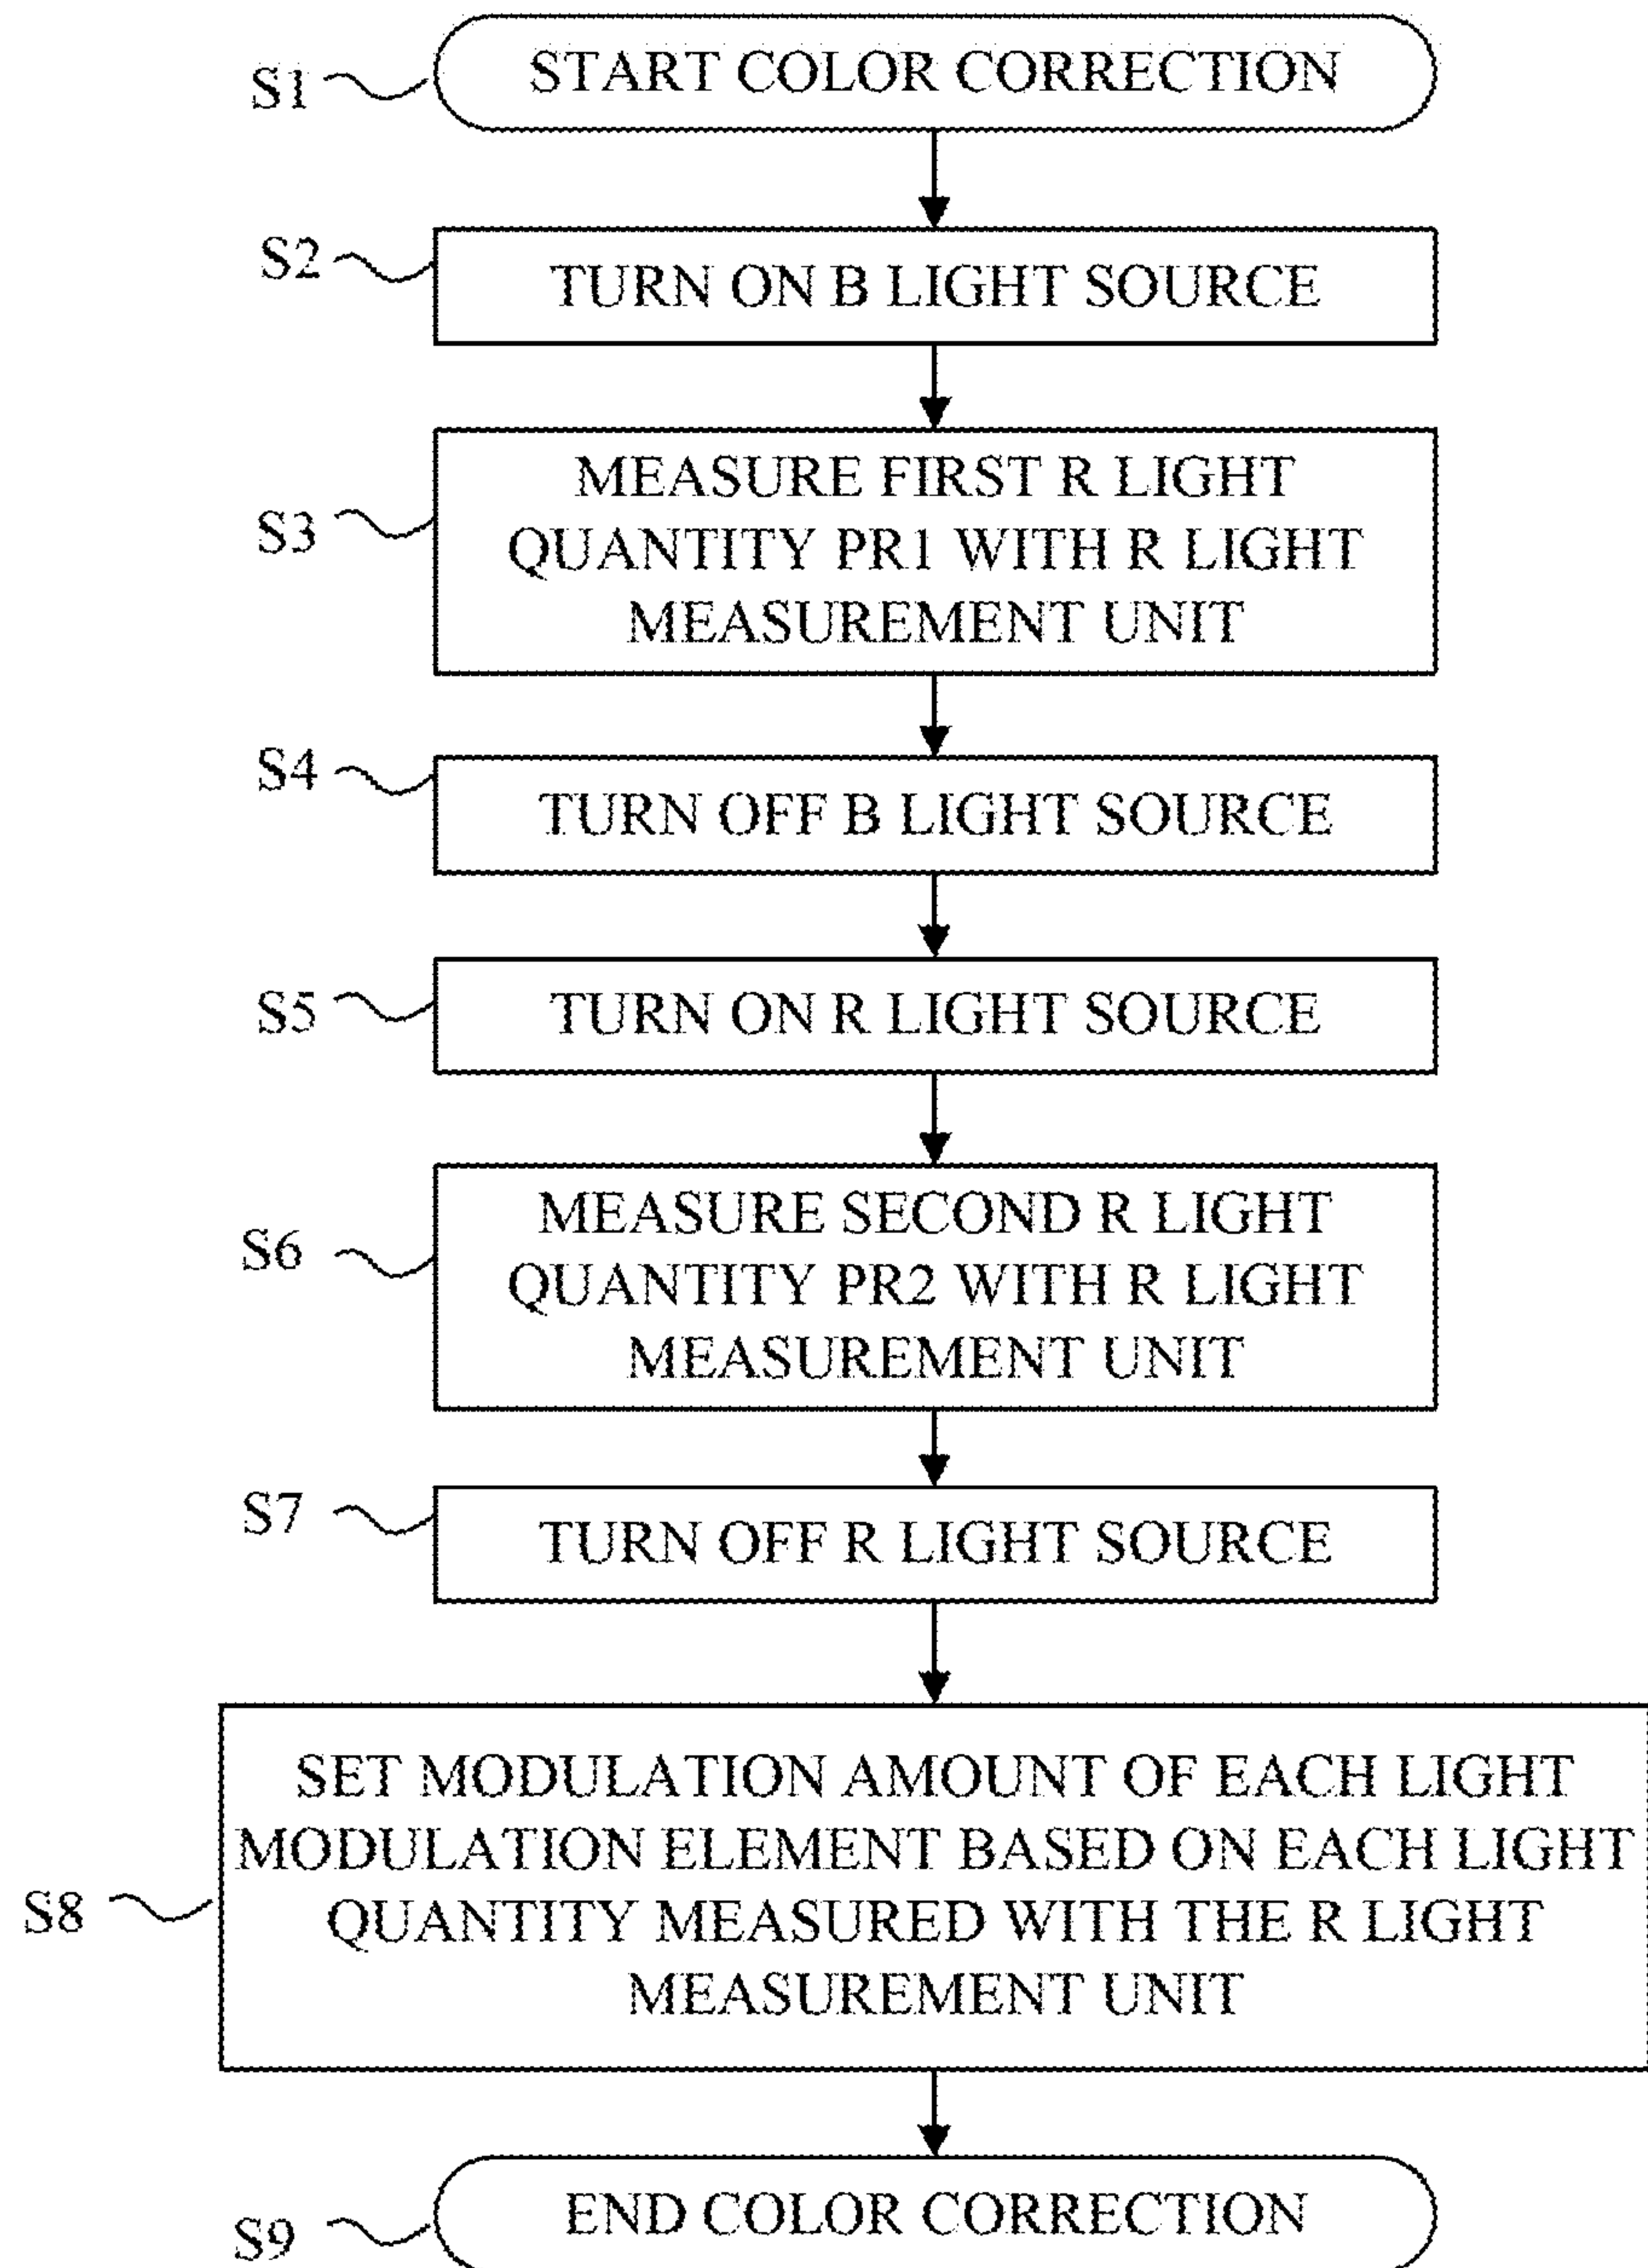 S1
START COLOR CORRECTION
S2
TURN ON B LIGHT SOURCE
S3
MEASURE FIRST R LIGHT
QUANTITY PR1 WITH R LIGHT
MEASUREMENT UNIT
S4
TURN OFF B LIGHT SOURCE
S5
TURN ON R LIGHT SOURCE
S6
MEASURE SECOND R LIGHT
QUANTITY PR2 WITH R LIGHT
MEASUREMENT UNIT
S7
TURN OFF R LIGHT SOURCE
S8
SET MODULATION AMOUNT OF EACH LIGHT
MODULATION ELEMENT BASED ON EACH LIGHT
QUANTITY MEASURED WITH THE R LIGHT
MEASUREMENT UNIT
S9
END COLOR CORRECTION